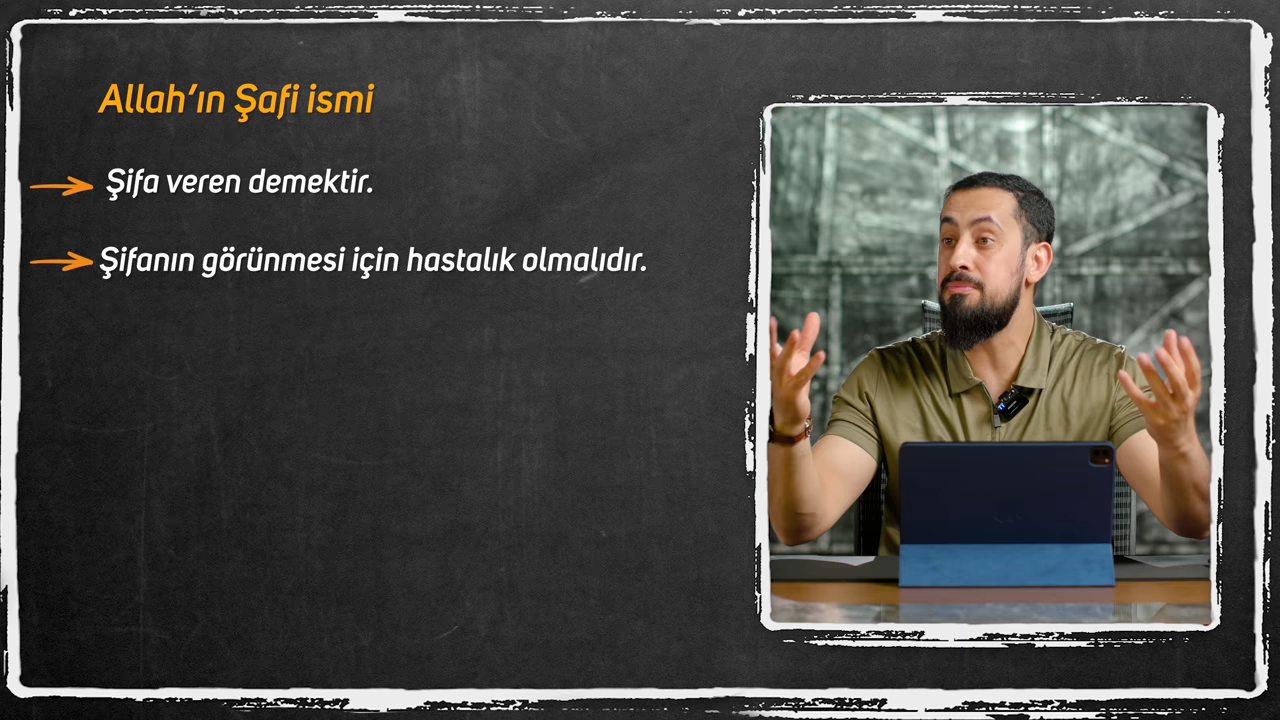 Allah’ın Şafi ismi
Şifa veren demektir.
Şifanın görünmesi için hastalık olmalıdır.